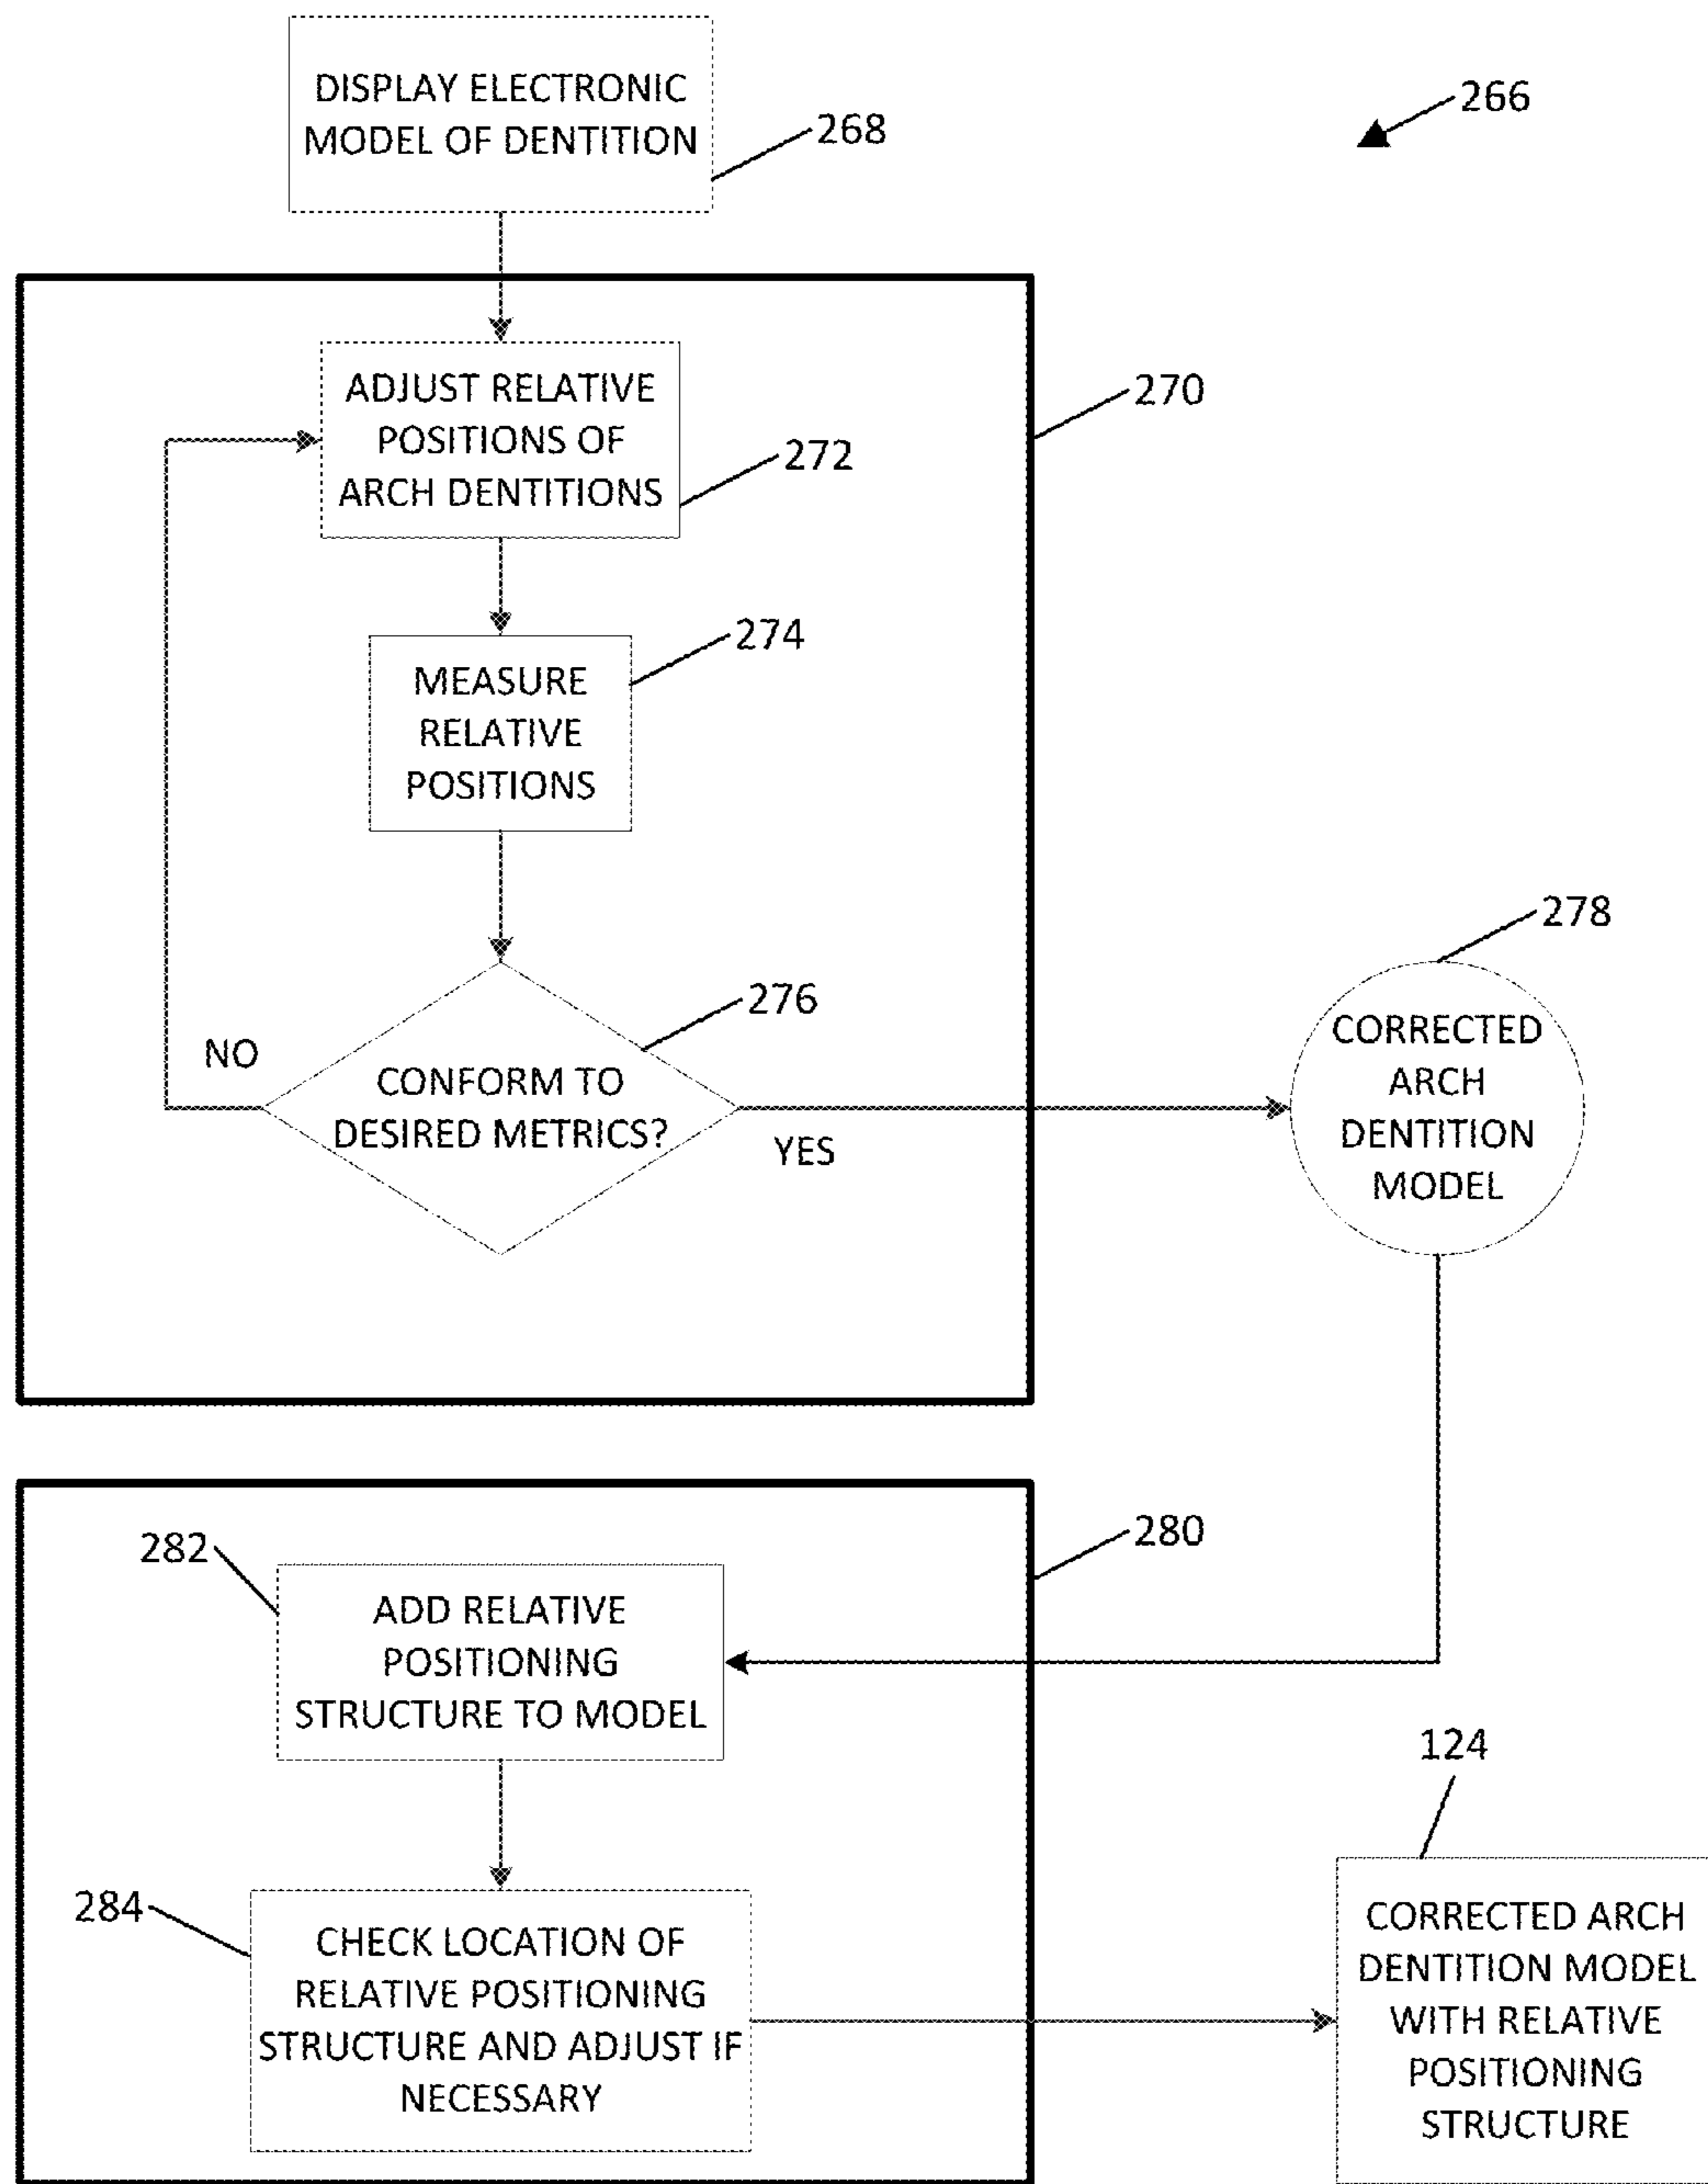 DISPLAY ELECTRONIC
MODEL OF DENTITION
268
266
ADJUST RELATIVE
POSITIONS OF
ARCH DENTITIONS
272
270
MEASURE
RELATIVE
POSITIONS
274
CONFORM TO
DESIRED METRICS?
276
NO
YES
278
CORRECTED
ARCH
DENTITION
MODEL
280
282
ADD RELATIVE
POSITIONING
STRUCTURE TO MODEL
284
CHECK LOCATION OF
RELATIVE POSITIONING
STRUCTURE AND ADJUST IF
NECESSARY
124
CORRECTED ARCH
DENTITION MODEL
WITH RELATIVE
POSITIONING
STRUCTURE